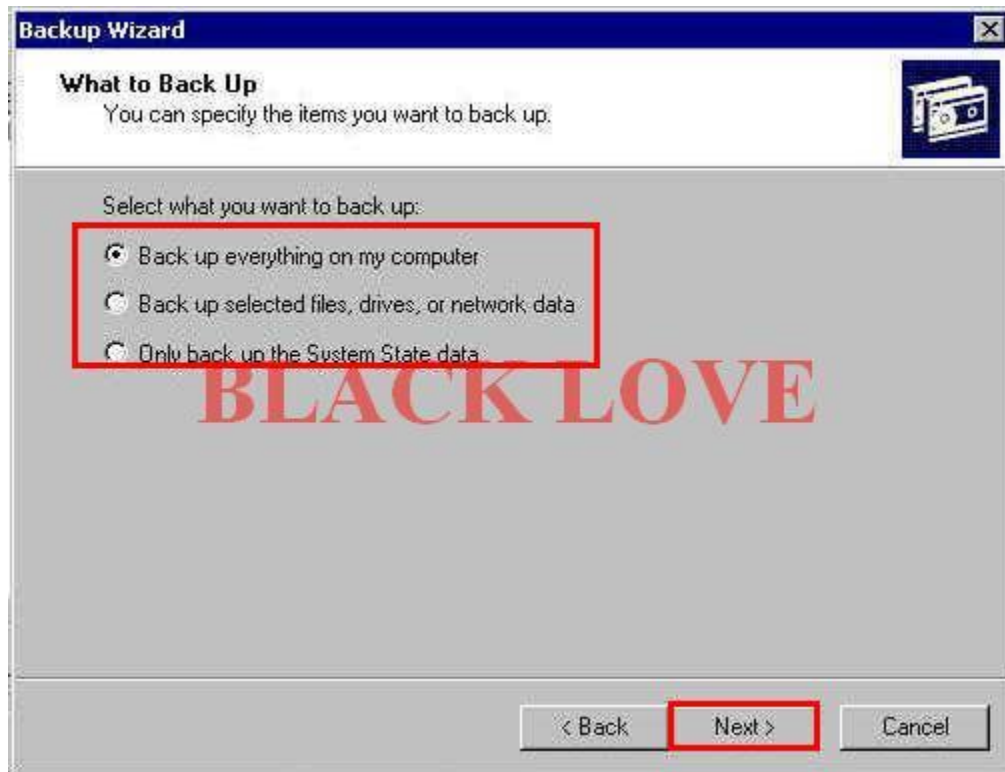 Backup Wizard
What to Back Up
You can specify the items you want to back up.
Select what you want to back up:
Back up everything on my computer
Back up selected files, drives, or network data
Only back up the System State data
BLACK LOVE
< Back
Next >
Cancel